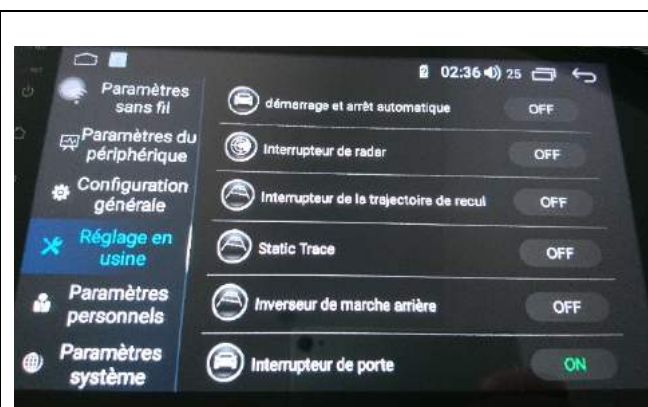 02:36 25
Paramètres
sans fil
Paramètres du
périphérique
Configuration
générale
Réglage en
usine
Paramètres
personnels
Paramètres
système
démarrage et arrêt automatique OFF
Interrupteur de radar OFF
Interrupteur de la trajectoire de recul OFF
Static Trace OFF
Inverseur de marche arrière OFF
Interrupteur de porte ON